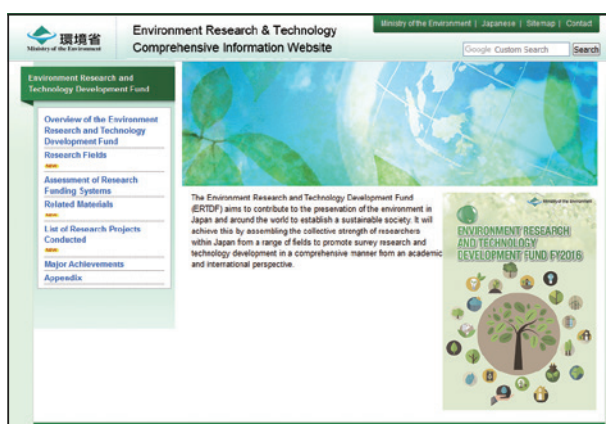 環境省
Ministry of the Environment
Environment Research & Technology
Comprehensive Information Website
Ministry of the Environment | Japanese | Sitemap | Contact
Google Custom Search
Search
Environment Research and
Technology Development Fund
Overview of the Environment
Research and Technology
Development Fund
Research Fields
Assessment of Research
Funding Systems
Related Materials
List of Research Projects
Conducted
Major Achievements
Appendix
The Environment Research and Technology Development Fund
(ERTDF) aims to contribute to the preservation of the environment in
Japan and around the world to establish a sustainable society. It will
achieve this by assembling the collective strength of researchers
within Japan from a range of fields to promote survey research and
technology development in a comprehensive manner from an academic
and international perspective.
Ministry of the Environment
ENVIRONMENT RESEARCH
AND TECHNOLOGY
DEVELOPMENT FUND FY2016